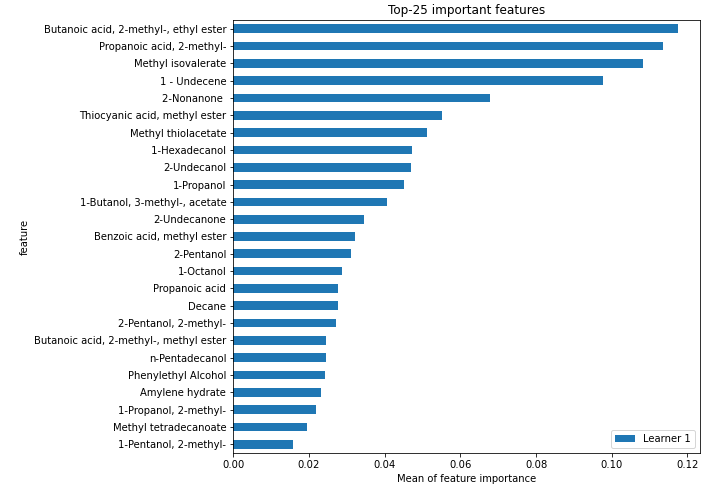 Top-25 important features
Butanoic acid, 2-methyl-, ethyl ester
Propanoic acid, 2-methyl-
Methyl isovalerate
1 - Undecene
2-Nonanone
Thiocyanic acid, methyl ester
Methyl thiolacetate
1-Hexadecanol
2-Undecanol
1-Propanol
1-Butanol, 3-methyl-, acetate
2-Undecanone
Benzoic acid, methyl ester
2-Pentanol
1-Octanol
Propanoic acid
Decane
2-Pentanol, 2-methyl-
Butanoic acid, 2-methyl-, methyl ester
n-Pentadecanol
Phenylethyl Alcohol
Amylene hydrate
1-Propanol, 2-methyl-
Methyl tetradecanoate
1-Pentanol, 2-methyl-
feature
Learner 1
0.00 0.02 0.04 0.06 0.08 0.10 0.12
Mean of feature importance